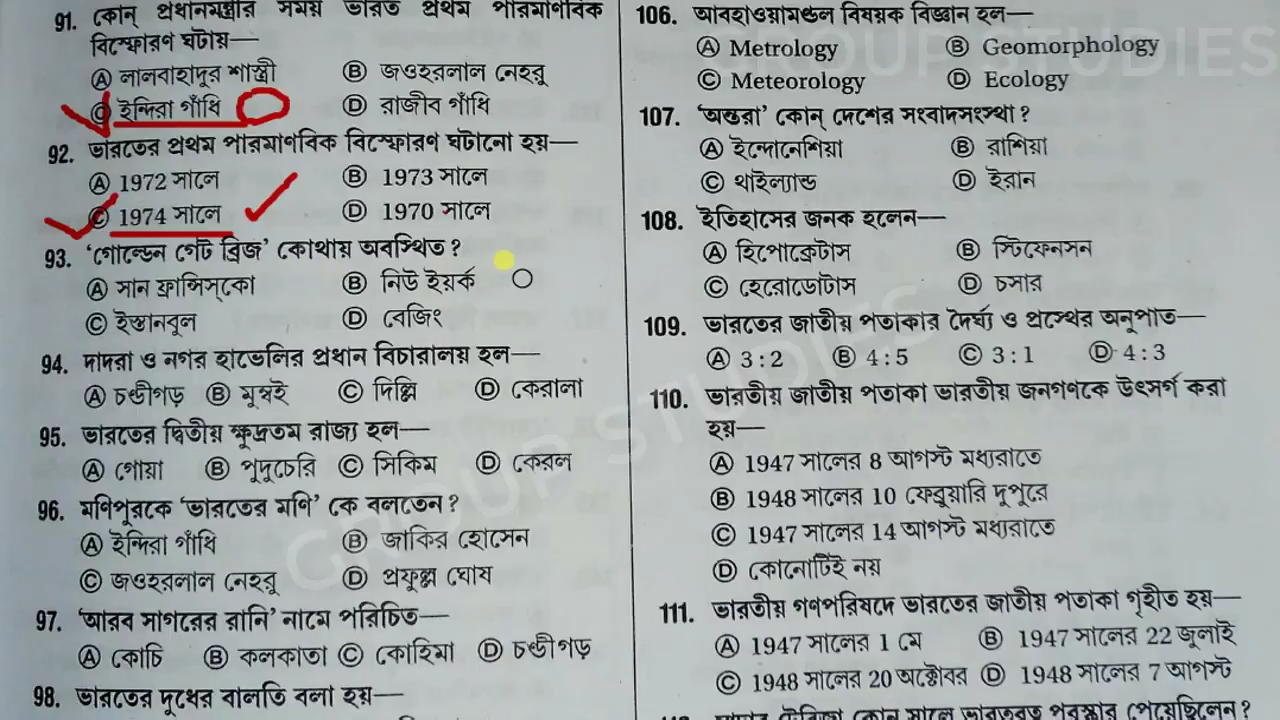 91. কোন্ প্রধানমন্ত্রীর সময় ভারত প্রথম পারমাণবিক
বিস্ফোরণ ঘটায়—
Ⓐ লালবাহাদুর শাস্ত্রী Ⓑ জওহরলাল নেহরু
Ⓒ ইন্দিরা গাঁধি Ⓓ রাজীব গাঁধি
92. ভারতের প্রথম পারমাণবিক বিস্ফোরণ ঘটানো হয়—
Ⓐ 1972 সালে Ⓑ 1973 সালে
Ⓒ 1974 সালে Ⓓ 1970 সালে
93. ‘গোল্ডেন গেট ব্রিজ’ কোথায় অবস্থিত?
Ⓐ সান ফ্রান্সিস্‌কো Ⓑ নিউ ইয়র্ক
Ⓒ ইস্তানবুল Ⓓ বেজিং
94. দাদরা ও নগর হাভেলির প্রধান বিচারালয় হল—
Ⓐ চণ্ডীগড় Ⓑ মুম্বই Ⓒ দিল্লি Ⓓ কেরালা
95. ভারতের দ্বিতীয় ক্ষুদ্রতম রাজ্য হল—
Ⓐ গোয়া Ⓑ পুদুচেরি Ⓒ সিকিম Ⓓ কেরল
96. মণিপুরকে ‘ভারতের মণি’ কে বলতেন?
Ⓐ ইন্দিরা গাঁধি Ⓑ জাকির হোসেন
Ⓒ জওহরলাল নেহরু Ⓓ প্রফুল্ল ঘোষ
97. ‘আরব সাগরের রানি’ নামে পরিচিত—
Ⓐ কোচি Ⓑ কলকাতা Ⓒ কোহিমা Ⓓ চণ্ডীগড়
98. ভারতের দুধের বালতি বলা হয়—
106. আবহাওয়ামণ্ডল বিষয়ক বিজ্ঞান হল—
Ⓐ Metrology Ⓑ Geomorphology
Ⓒ Meteorology Ⓓ Ecology
107. ‘অন্তরা’ কোন্ দেশের সংবাদসংস্থা?
Ⓐ ইন্দোনেশিয়া Ⓑ রাশিয়া
Ⓒ থাইল্যান্ড Ⓓ ইরান
108. ইতিহাসের জনক হলেন—
Ⓐ হিপোক্রেটাস Ⓑ স্টিফেনসন
Ⓒ হেরোডোটাস Ⓓ চসার
109. ভারতের জাতীয় পতাকার দৈর্ঘ্য ও প্রস্থের অনুপাত—
Ⓐ 3 : 2 Ⓑ 4 : 5 Ⓒ 3 : 1 Ⓓ 4 : 3
110. ভারতীয় জাতীয় পতাকা ভারতীয় জনগণকে উৎসর্গ করা
হয়—
Ⓐ 1947 সালের 8 আগস্ট মধ্যরাতে
Ⓑ 1948 সালের 10 ফেব্রুয়ারি দুপুরে
Ⓒ 1947 সালের 14 আগস্ট মধ্যরাতে
Ⓓ কোনোটিই নয়
111. ভারতীয় গণপরিষদে ভারতের জাতীয় পতাকা গৃহীত হয়—
Ⓐ 1947 সালের 1 মে Ⓑ 1947 সালের 22 জুলাই
Ⓒ 1948 সালের 20 অক্টোবর Ⓓ 1948 সালের 7 আগস্ট
কোন সালে ভারতরত্ন পুরস্কার পেয়েছিলেন?
GROUP STUDIES
GROUP STUDIES